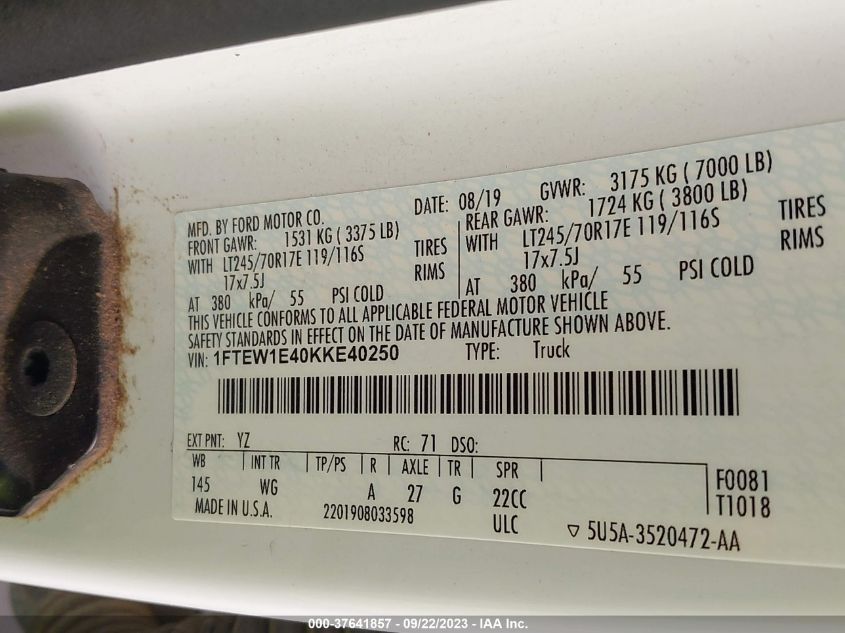 MFD. BY FORD MOTOR CO.
DATE: 08/19 GVWR: 3175 KG ( 7000 LB)
FRONT GAWR: 1531 KG ( 3375 LB)
WITH LT245/70R17E 119/116S TIRES
17x7.5J RIMS
AT 380 kPa/ 55 PSI COLD
REAR GAWR: 1724 KG ( 3800 LB)
WITH LT245/70R17E 119/116S TIRES
17x7.5J RIMS
AT 380 kPa/ 55 PSI COLD
THIS VEHICLE CONFORMS TO ALL APPLICABLE FEDERAL MOTOR VEHICLE
SAFETY STANDARDS IN EFFECT ON THE DATE OF MANUFACTURE SHOWN ABOVE.
VIN: 1FTEW1E40KKE40250 TYPE: Truck
EXT PNT: YZ RC: 71 DSO:
WB INT TR TP/PS R AXLE TR SPR
145 WG A 27 G 22CC
F0081
T1018
MADE IN U.S.A. 2201908033598 ULC
▽ 5U5A-3520472-AA
000-37641857 - 09/22/2023 - IAA Inc.